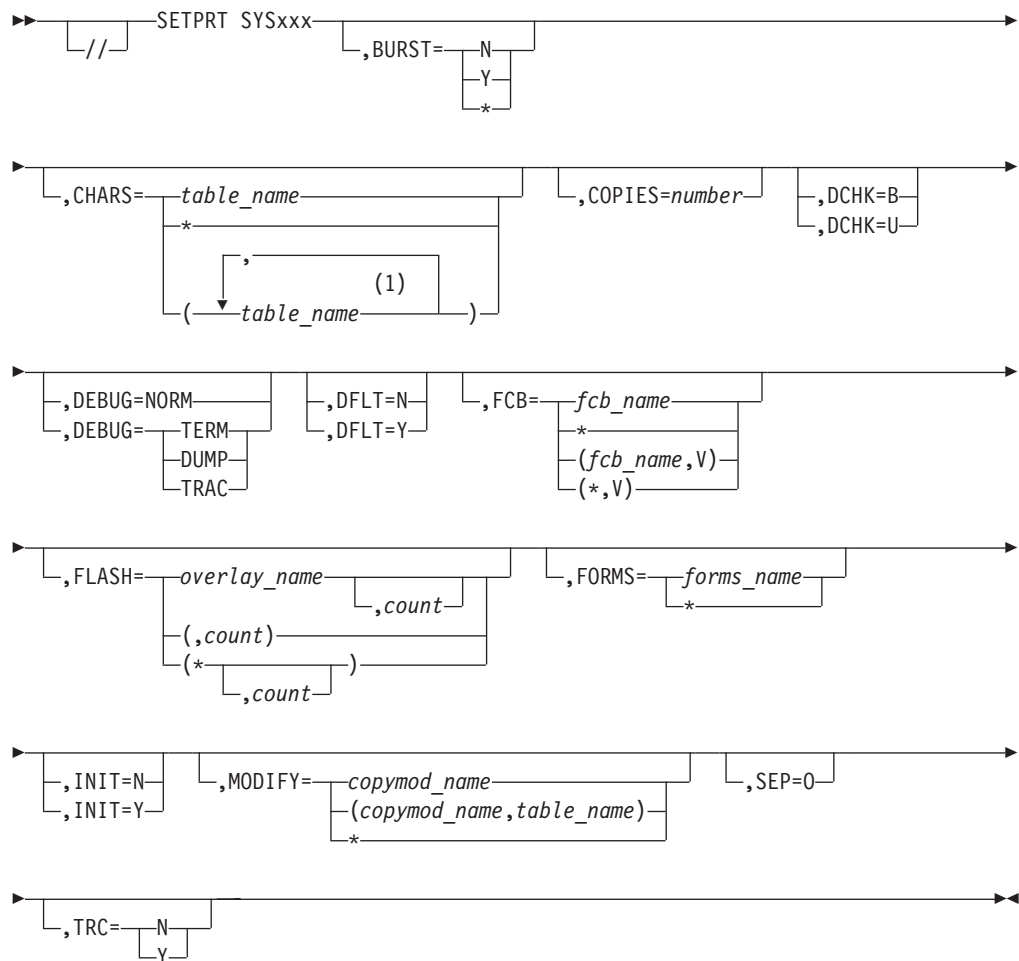 SETPRT SYSxxx
// ,BURST= N
Y
*
,CHARS= table_name ,COPIES=number ,DCHK=B
* ,DCHK=U
,
(1)
( table_name )
,DEBUG=NORM ,DFLT=N ,FCB= fcb_name
,DEBUG= TERM ,DFLT=Y *
DUMP (fcb_name,V)
TRAC (*,V)
,FLASH= overlay_name ,FORMS= forms_name
,count *
(,count)
(* )
,count
,INIT=N ,MODIFY= copymod_name ,SEP=O
,INIT=Y (copymod_name,table_name)
*
,TRC= N
Y